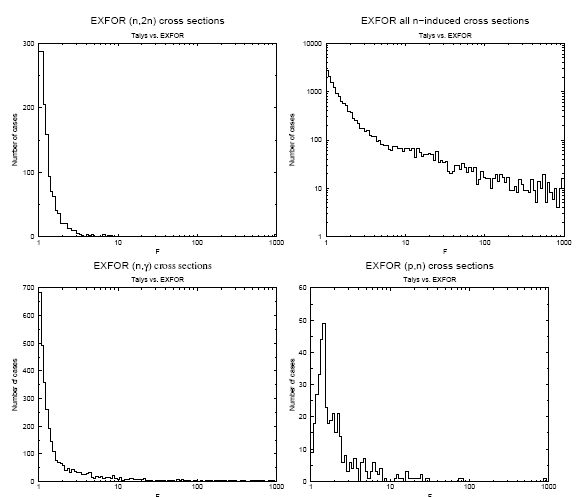 EXFOR (n,2n) cross sections
Talys vs. EXFOR
300
200
100
0
Number of cases
1
10
100
1000
F
EXFOR all n−induced cross sections
Talys vs. EXFOR
10000
1000
100
10
1
Number of cases
1
10
100
1000
F
EXFOR (n,γ) cross sections
Talys vs. EXFOR
700
600
500
400
300
200
100
0
Number of cases
1
10
100
1000
F
EXFOR (p,n) cross sections
Talys vs. EXFOR
60
50
40
30
20
10
0
Number of cases
1
10
100
1000
F